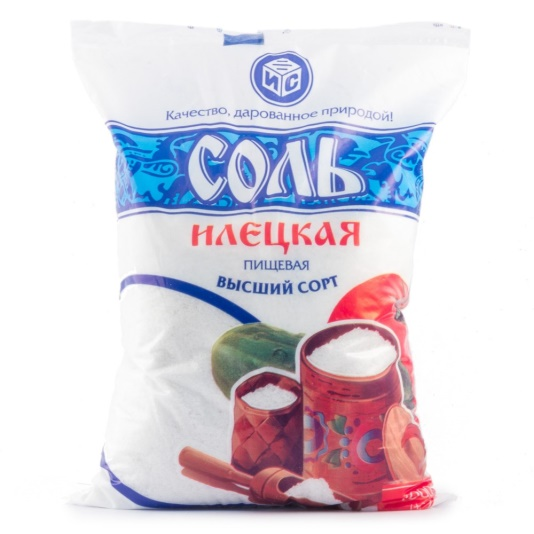 ИС
Качество, дарованное природой!
СОЛЬ
ИЛЕЦКАЯ
ПИЩЕВАЯ
ВЫСШИЙ СОРТ